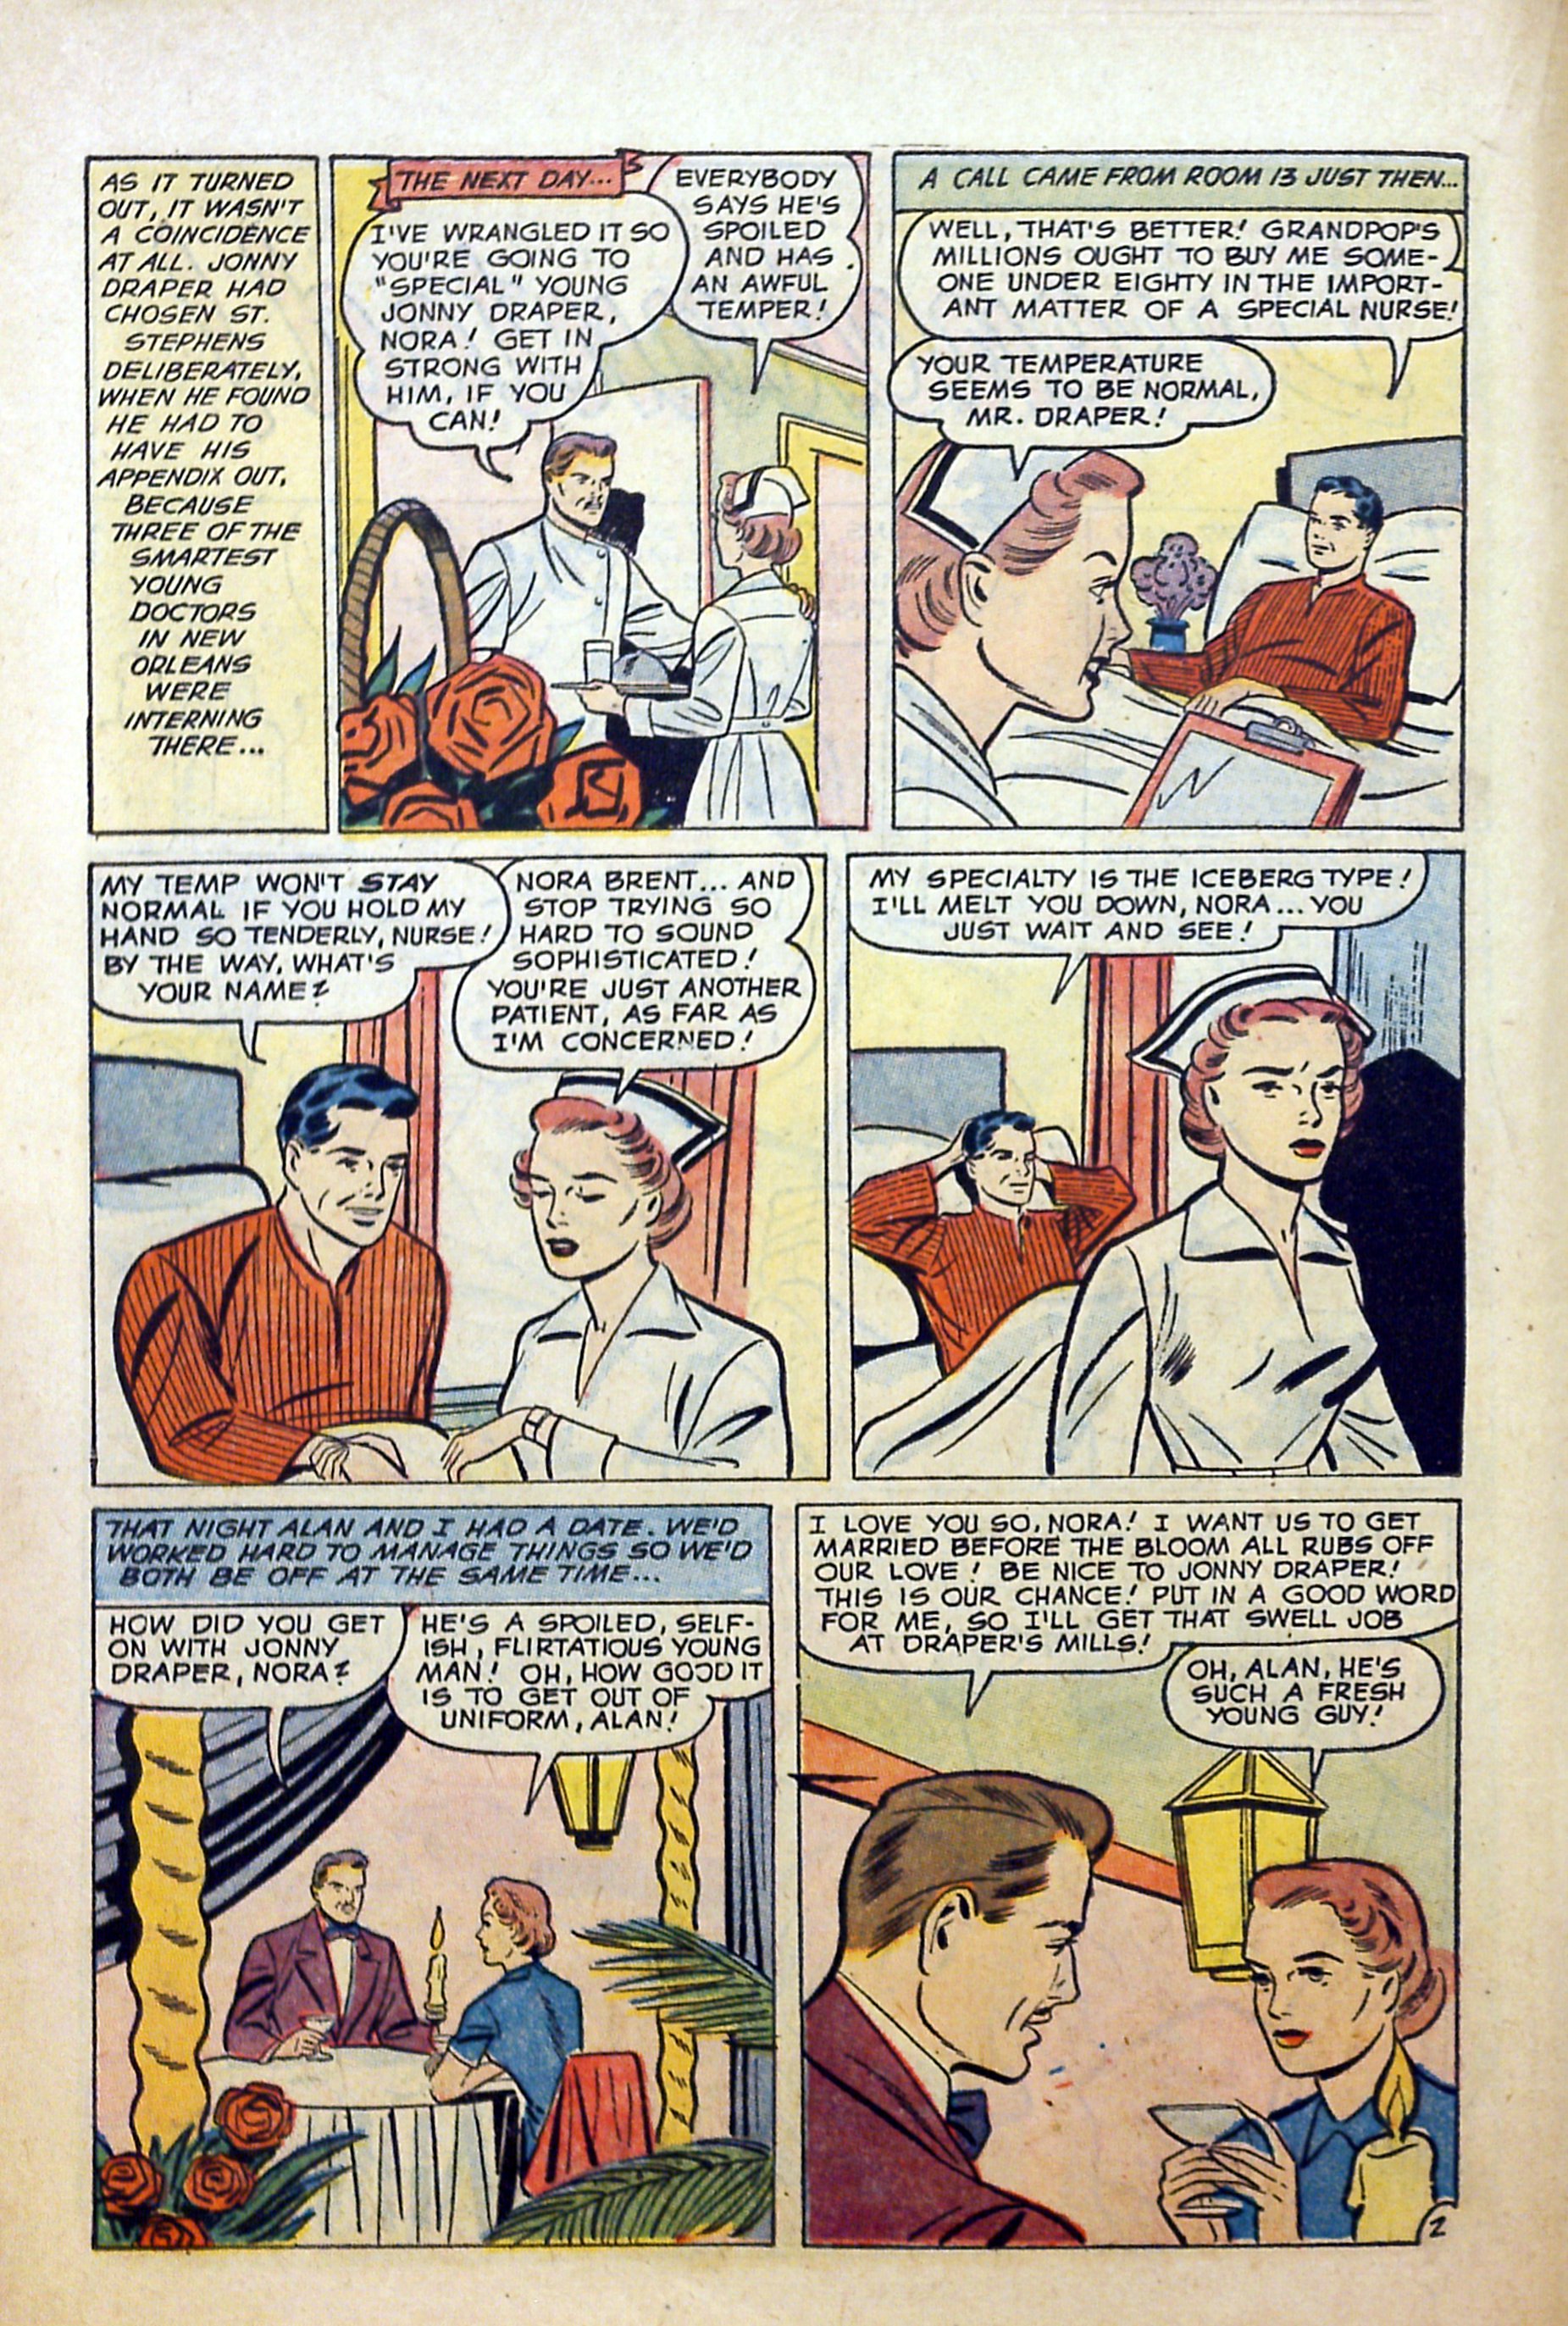 AS IT TURNED
OUT, IT WASN'T
A COINCIDENCE
AT ALL. JONNY
DRAPER HAD
CHOSEN ST.
STEPHENS
DELIBERATELY,
WHEN HE FOUND
HE HAD TO
HAVE HIS
APPENDIX OUT,
BECAUSE
THREE OF THE
SMARTEST
YOUNG
DOCTORS
IN NEW
ORLEANS
WERE
INTERNING
THERE...
THE NEXT DAY...
I'VE WRANGLED IT SO
YOU'RE GOING TO
"SPECIAL" YOUNG
JONNY DRAPER,
NORA! GET IN
STRONG WITH
HIM, IF YOU
CAN!
EVERYBODY
SAYS HE'S
SPOILED
AND HAS
AN AWFUL
TEMPER!
A CALL CAME FROM ROOM 13 JUST THEN...
WELL, THAT'S BETTER! GRANDPOP'S
MILLIONS OUGHT TO BUY ME SOME-
ONE UNDER EIGHTY IN THE IMPORT-
ANT MATTER OF A SPECIAL NURSE!
YOUR TEMPERATURE
SEEMS TO BE NORMAL,
MR. DRAPER!
MY TEMP WON'T STAY
NORMAL IF YOU HOLD MY
HAND SO TENDERLY, NURSE!
BY THE WAY, WHAT'S
YOUR NAME?
NORA BRENT... AND
STOP TRYING SO
HARD TO SOUND
SOPHISTICATED!
YOU'RE JUST ANOTHER
PATIENT, AS FAR AS
I'M CONCERNED!
MY SPECIALTY IS THE ICEBERG TYPE!
I'LL MELT YOU DOWN, NORA... YOU
JUST WAIT AND SEE!
THAT NIGHT ALAN AND I HAD A DATE. WE'D
WORKED HARD TO MANAGE THINGS SO WE'D
BOTH BE OFF AT THE SAME TIME...
HOW DID YOU GET
ON WITH JONNY
DRAPER, NORA?
HE'S A SPOILED, SELF-
ISH, FLIRTATIOUS YOUNG
MAN! OH, HOW GOOD IT
IS TO GET OUT OF
UNIFORM, ALAN!
I LOVE YOU SO, NORA! I WANT US TO GET
MARRIED BEFORE THE BLOOM ALL RUBS OFF
OUR LOVE! BE NICE TO JONNY DRAPER!
THIS IS OUR CHANCE! PUT IN A GOOD WORD
FOR ME, SO I'LL GET THAT SWELL JOB
AT DRAPER'S MILLS!
OH, ALAN, HE'S
SUCH A FRESH
YOUNG GUY!
2